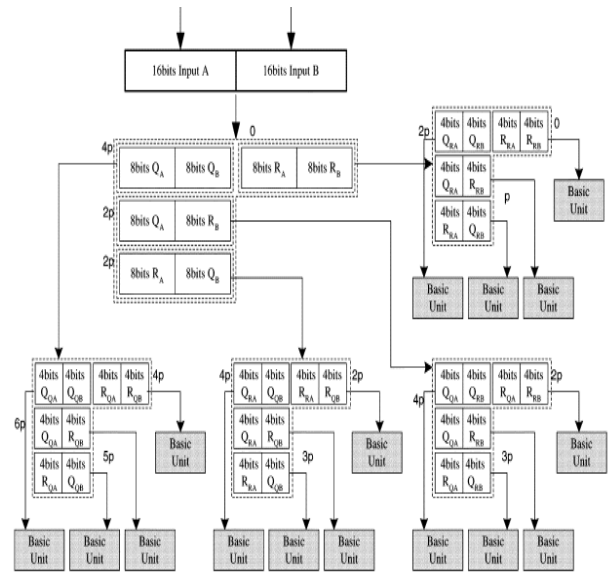 16bits Input A 16bits Input B
0
4p
8bits Q_A 8bits Q_B 8bits R_A 8bits R_B
2p
8bits Q_A 8bits R_B
2p
8bits R_A 8bits Q_B
2p
4bits 4bits 4bits 4bits
Q_RA Q_RB R_RA R_RB
0
4bits 4bits
Q_RA R_RB
p
4bits 4bits
R_RA Q_RB
Basic
Unit
Basic
Unit
Basic
Unit
Basic
Unit
4bits 4bits 4bits 4bits
Q_QA Q_QB R_QA R_QB
4p
6p
4bits 4bits
Q_QA R_QB
5p
4bits 4bits
R_QA Q_QB
Basic
Unit
Basic
Unit
Basic
Unit
Basic
Unit
4p
4bits 4bits 4bits 4bits
Q_RA Q_QB R_RA R_QB
2p
4bits 4bits
Q_RA R_QB
3p
4bits 4bits
R_RA Q_QB
Basic
Unit
Basic
Unit
Basic
Unit
Basic
Unit
4p
4bits 4bits 4bits 4bits
Q_QA Q_RB R_QA R_RB
2p
4bits 4bits
Q_QA R_RB
3p
4bits 4bits
R_QA Q_RB
Basic
Unit
Basic
Unit
Basic
Unit
Basic
Unit